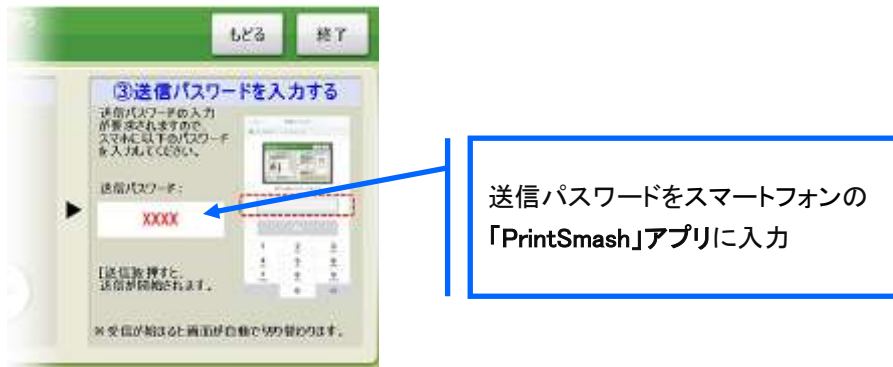 もどる
終了
③送信パスワードを入力する
送信パスワードの入力
が要求されますので、
スマホに以下のパスワード
を入力してください。
送信パスワード:
XXXX
[送信]を押すと、
送信が開始されます。
※受信が始まると画面が自動で切り替わります。
送信パスワードをスマートフォンの
「PrintSmash」アプリに入力